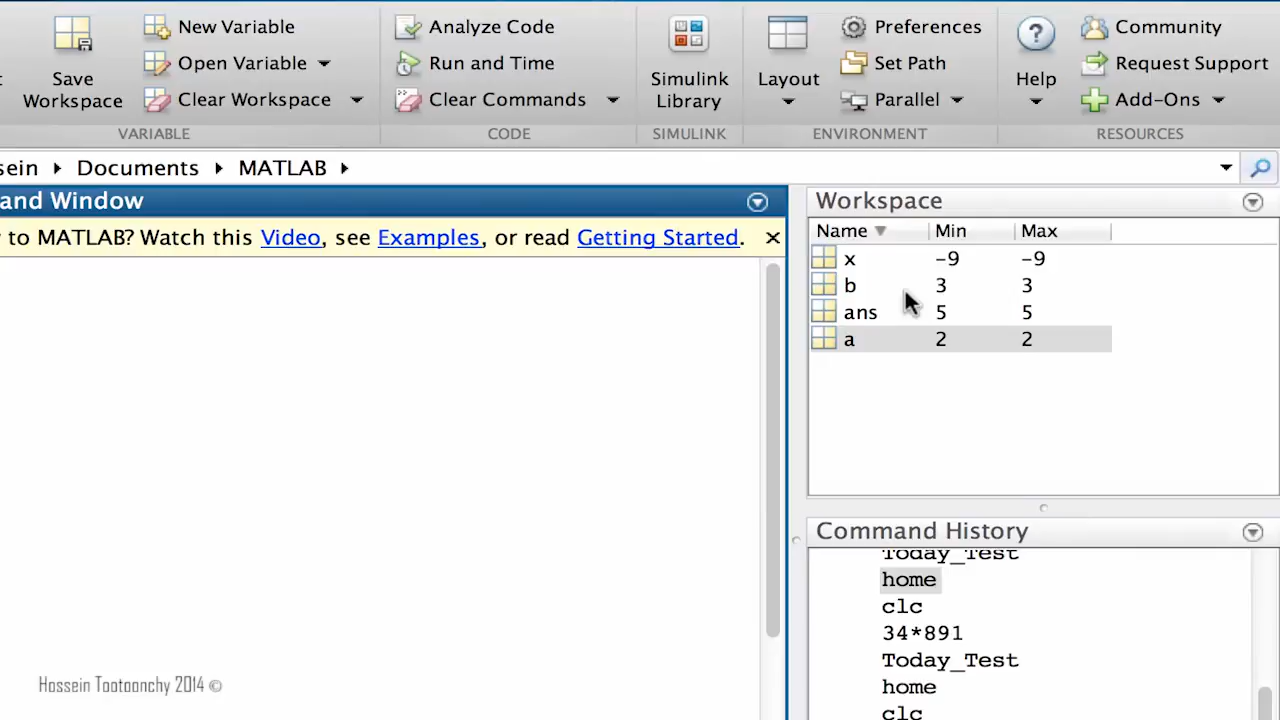 New Variable
Open Variable
Clear Workspace
Save
Workspace
VARIABLE
Analyze Code
Run and Time
Clear Commands
CODE
Simulink
Library
SIMULINK
Layout
Preferences
Set Path
Parallel
ENVIRONMENT
Help
Community
Request Support
Add-Ons
RESOURCES
sein Documents MATLAB
and Window
to MATLAB? Watch this Video, see Examples, or read Getting Started.
Workspace
Name Min Max
x -9 -9
b 3 3
ans 5 5
a 2 2
Command History
Today_Test
home
clc
34*891
Today_Test
home
clc
Hossein Tootoonchy 2014 ©